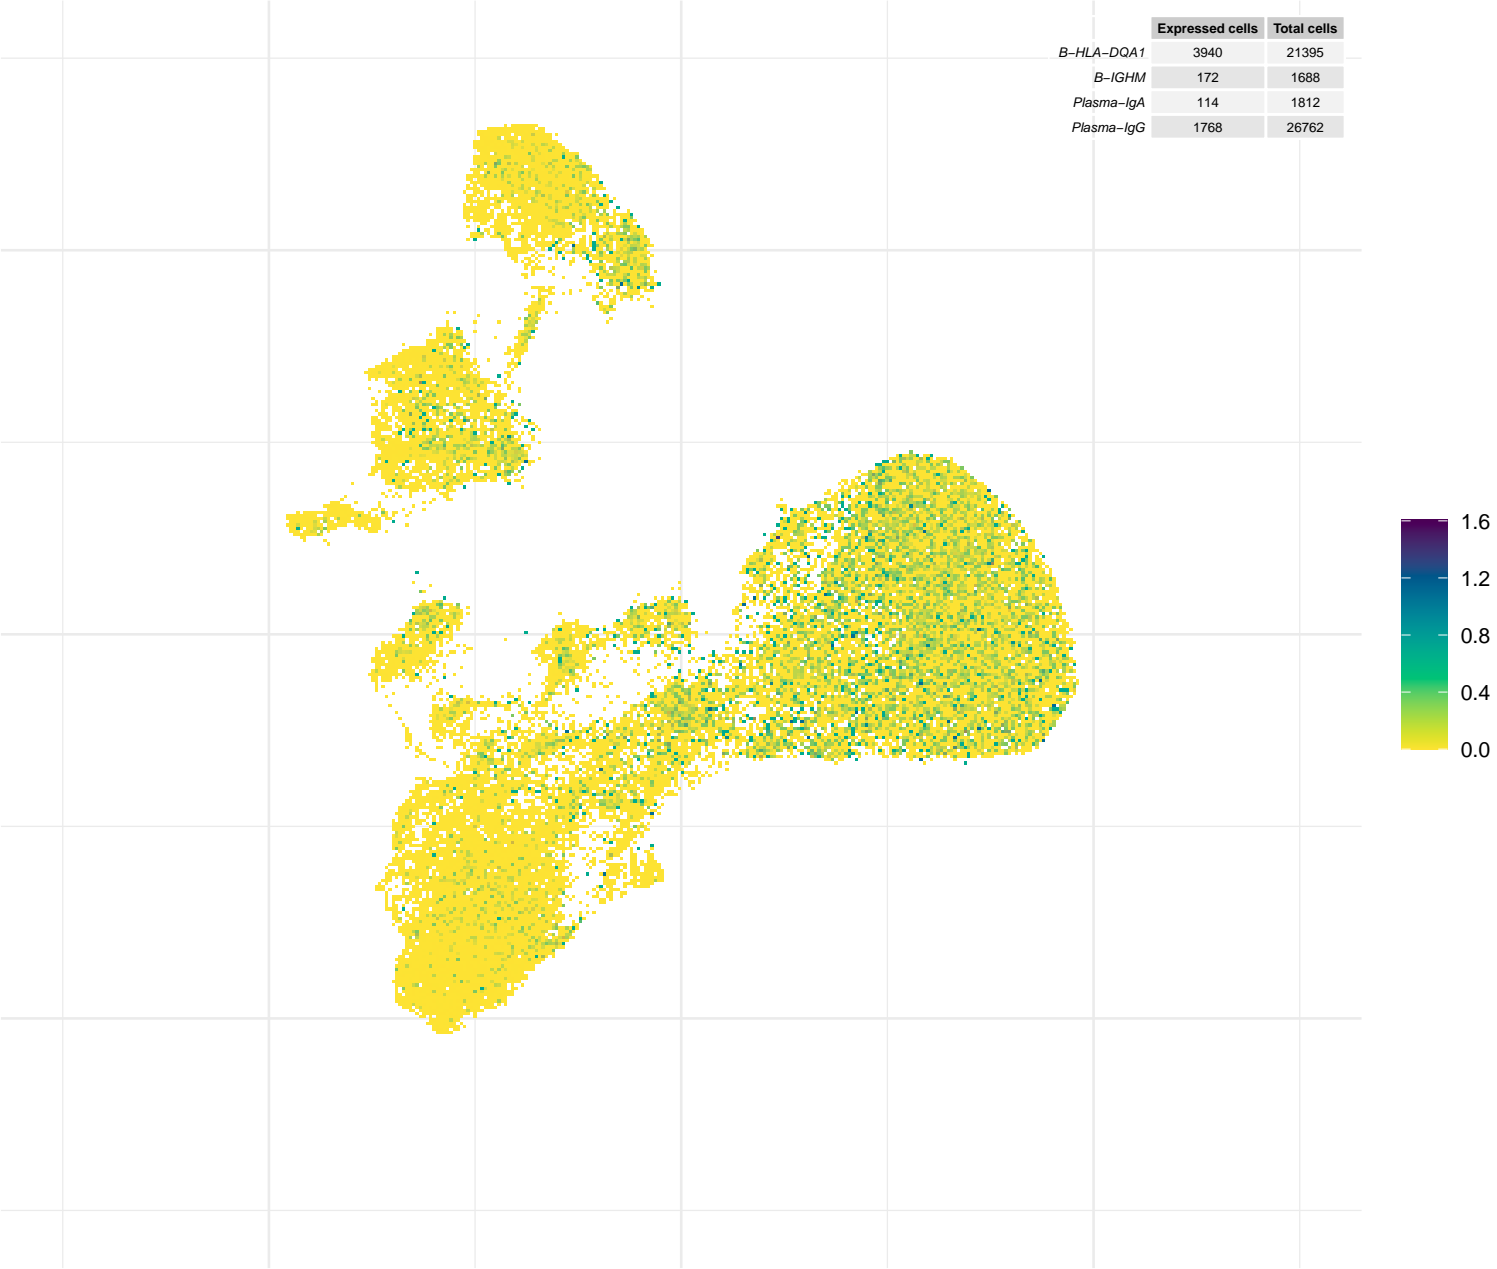 Expressed cells Total cells
B−HLA−DQA1 3940 21395
B−IGHM 172 1688
Plasma−IgA 114 1812
Plasma−IgG 1768 26762
1.6
1.2
0.8
0.4
0.0